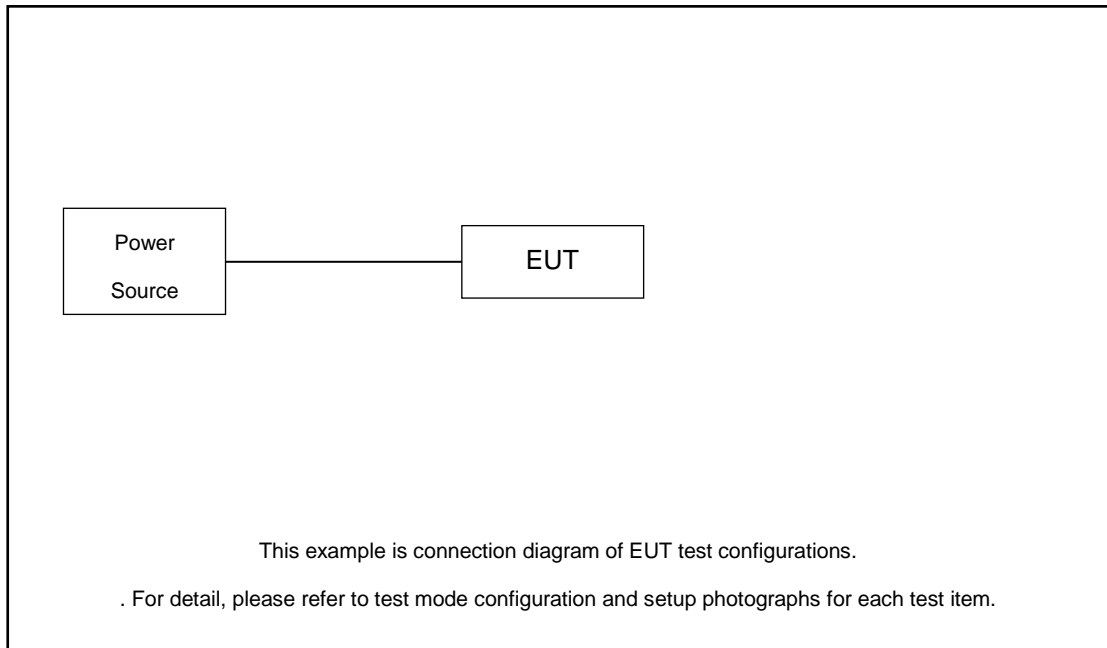 Power
Source
EUT
This example is connection diagram of EUT test configurations.
. For detail, please refer to test mode configuration and setup photographs for each test item.